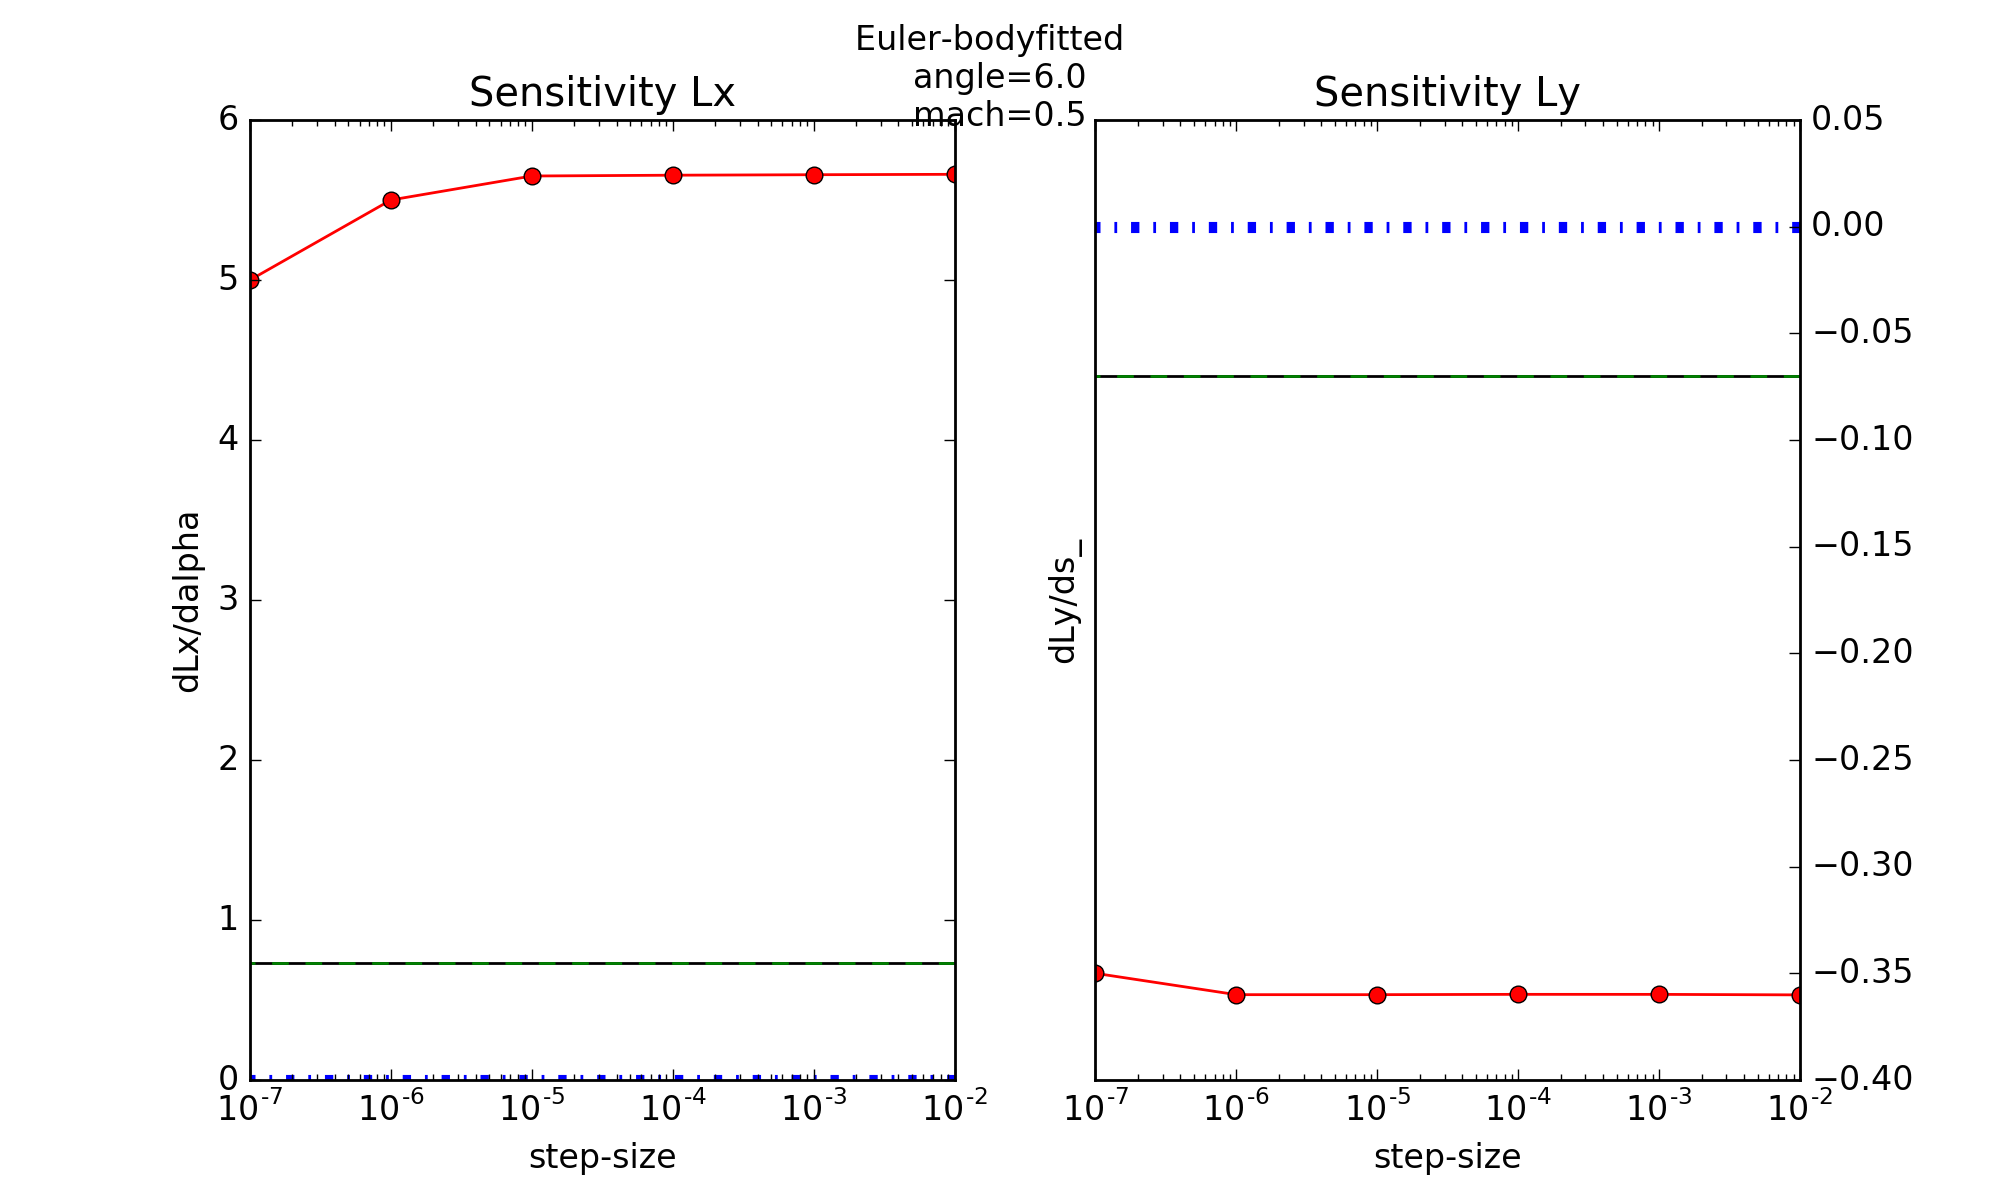 Euler-bodyfitted
angle=6.0
mach=0.5
Sensitivity Lx
6
5
4
3
2
1
0
dLx/dalpha
10^-7 10^-6 10^-5 10^-4 10^-3 10^-2
step-size
Sensitivity Ly
dLy/ds_
0.05
0.00
−0.05
−0.10
−0.15
−0.20
−0.25
−0.30
−0.35
−0.40
10^-7 10^-6 10^-5 10^-4 10^-3 10^-2
step-size